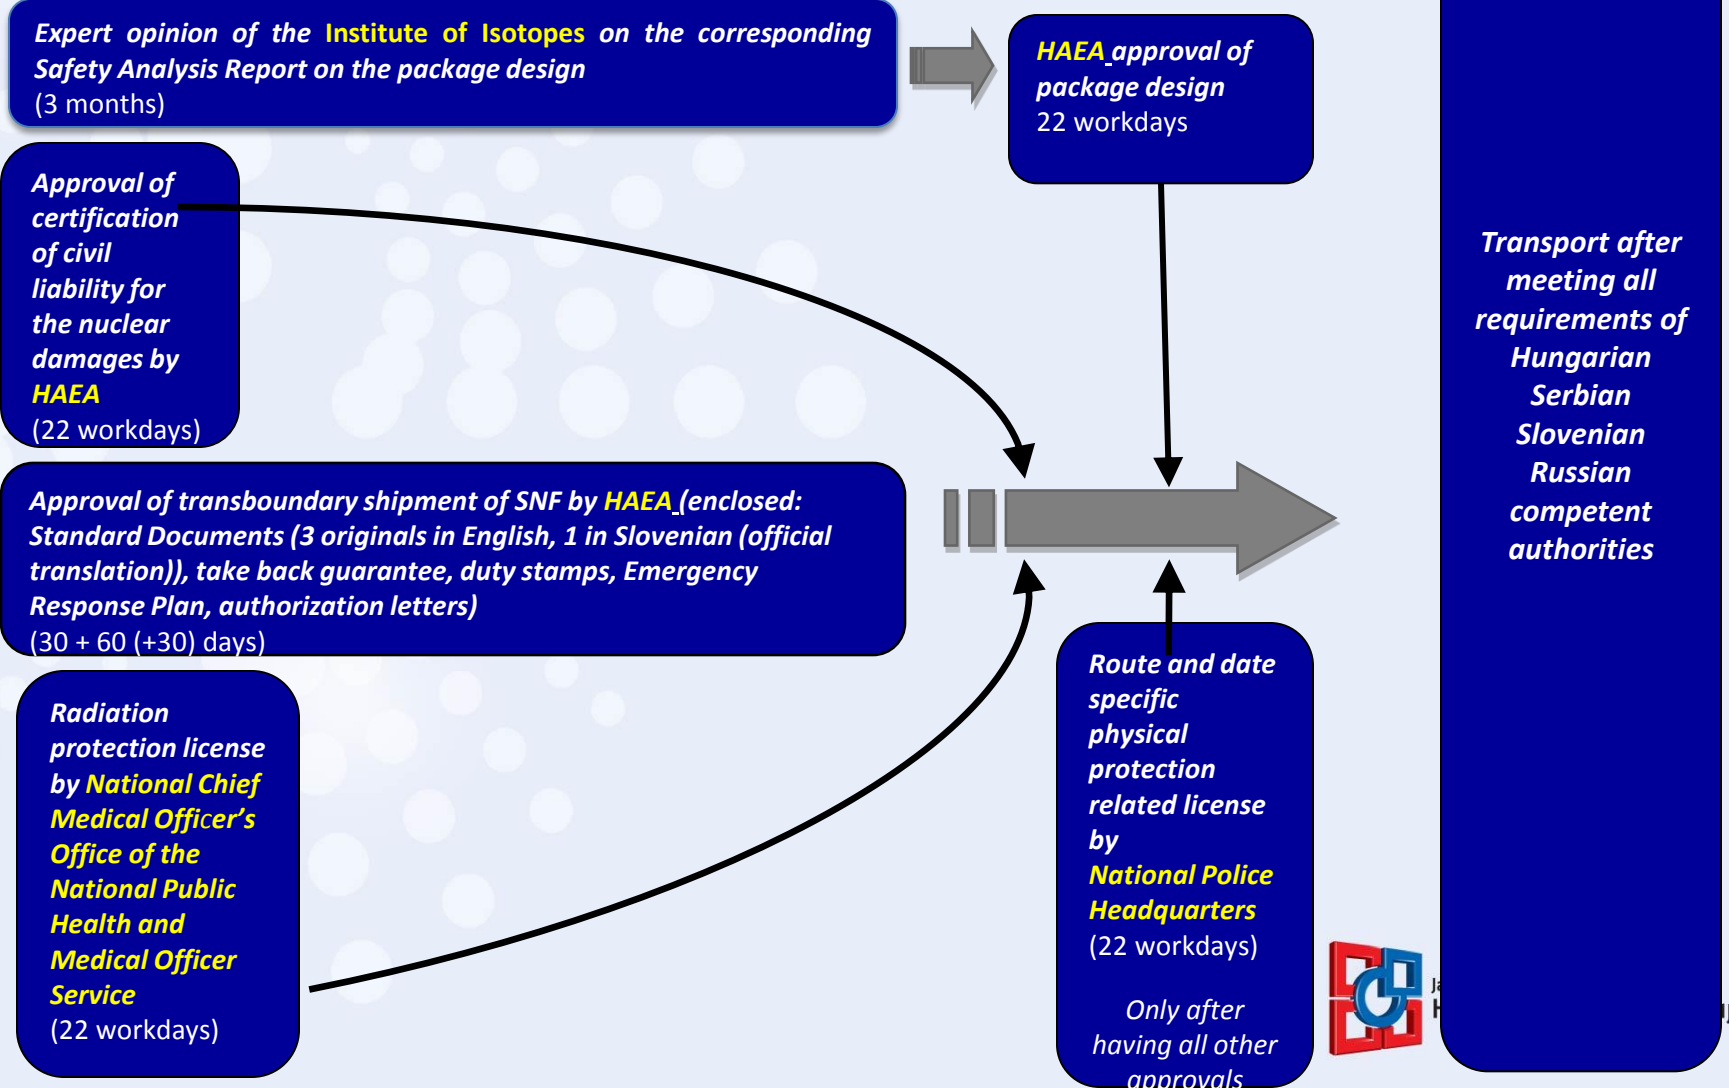 Expert opinion of the Institute of Isotopes on the corresponding
Safety Analysis Report on the package design
(3 months)
HAEA approval of
package design
22 workdays
Approval of
certification
of civil
liability for
the nuclear
damages by
HAEA
(22 workdays)
Approval of transboundary shipment of SNF by HAEA (enclosed:
Standard Documents (3 originals in English, 1 in Slovenian (official
translation)), take back guarantee, duty stamps, Emergency
Response Plan, authorization letters)
(30 + 60 (+30) days)
Radiation
protection license
by National Chief
Medical Officer’s
Office of the
National Public
Health and
Medical Officer
Service
(22 workdays)
Route and date
specific
physical
protection
related license
by
National Police
Headquarters
(22 workdays)
Only after
having all other
approvals
Transport after
meeting all
requirements of
Hungarian
Serbian
Slovenian
Russian
competent
authorities